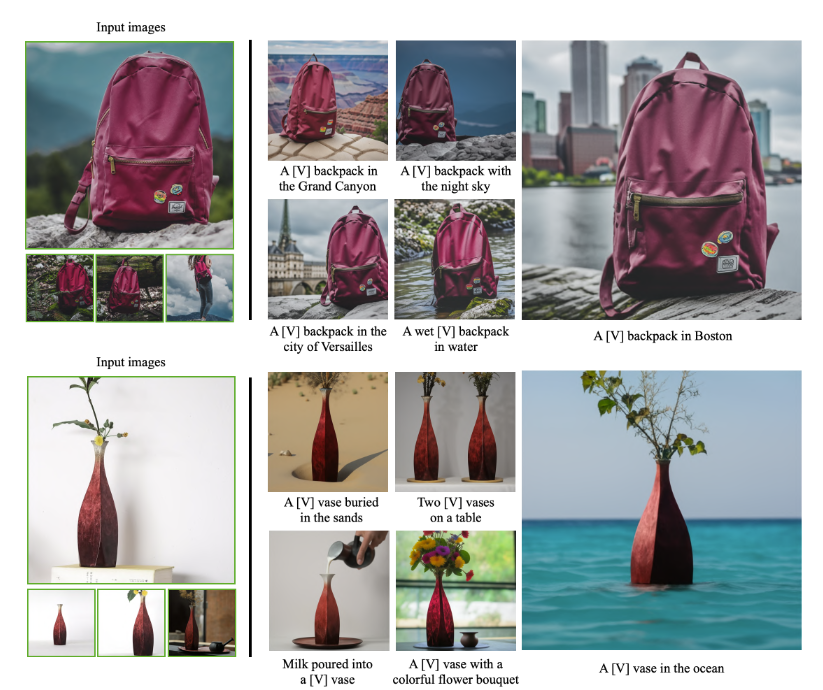 Input images
A [V] backpack in
the Grand Canyon
A [V] backpack with
the night sky
A [V] backpack in the
city of Versailles
A wet [V] backpack
in water
A [V] backpack in Boston
Input images
A [V] vase buried
in the sands
Two [V] vases
on a table
Milk poured into
a [V] vase
A [V] vase with a
colorful flower bouquet
A [V] vase in the ocean